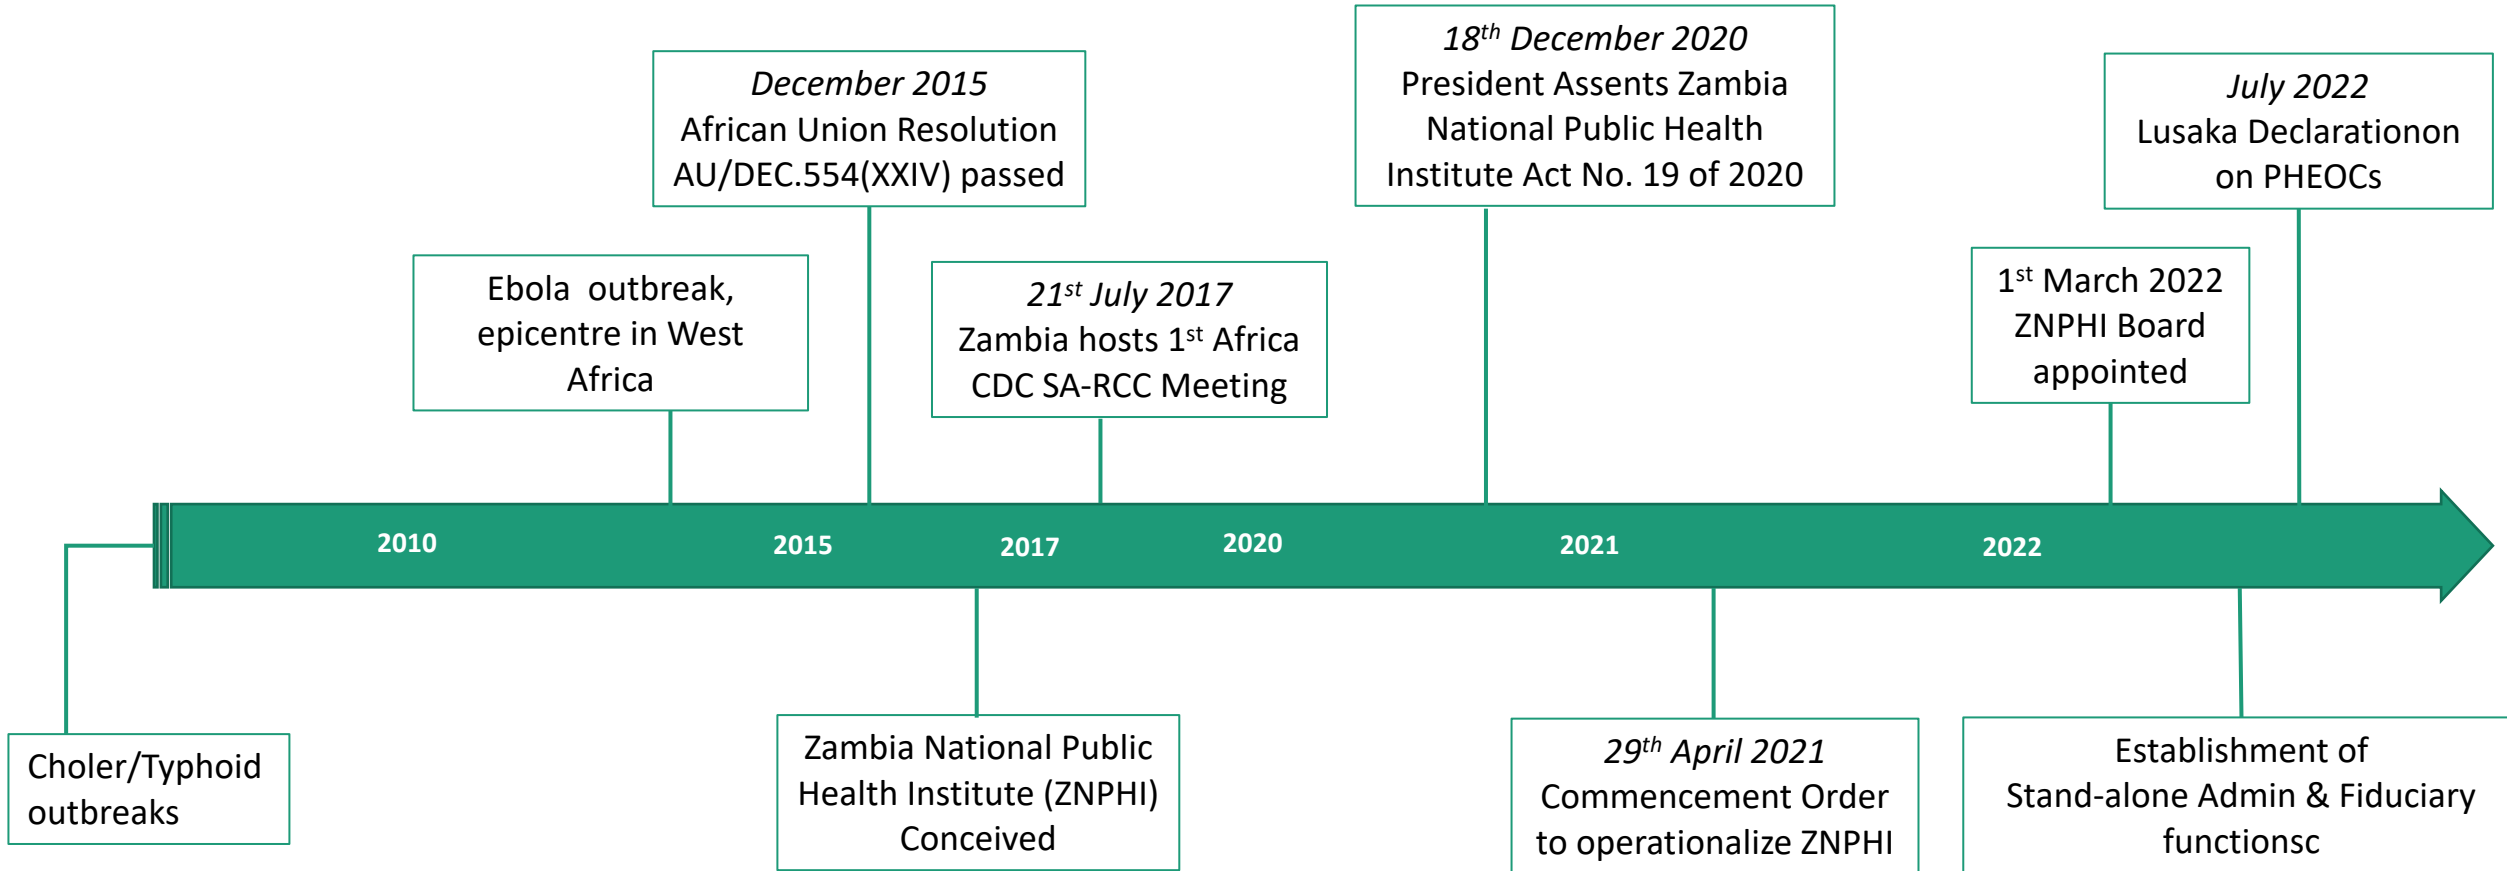 December 2015
African Union Resolution
AU/DEC.554(XXIV) passed
18th December 2020
President Assents Zambia
National Public Health
Institute Act No. 19 of 2020
July 2022
Lusaka Declarationon
on PHEOCs
Ebola outbreak,
epicentre in West
Africa
21st July 2017
Zambia hosts 1st Africa
CDC SA-RCC Meeting
1st March 2022
ZNPHI Board
appointed
2010
2015
2017
2020
2021
2022
Choler/Typhoid
outbreaks
Zambia National Public
Health Institute (ZNPHI)
Conceived
29th April 2021
Commencement Order
to operationalize ZNPHI
Establishment of
Stand-alone Admin & Fiduciary
functionsc